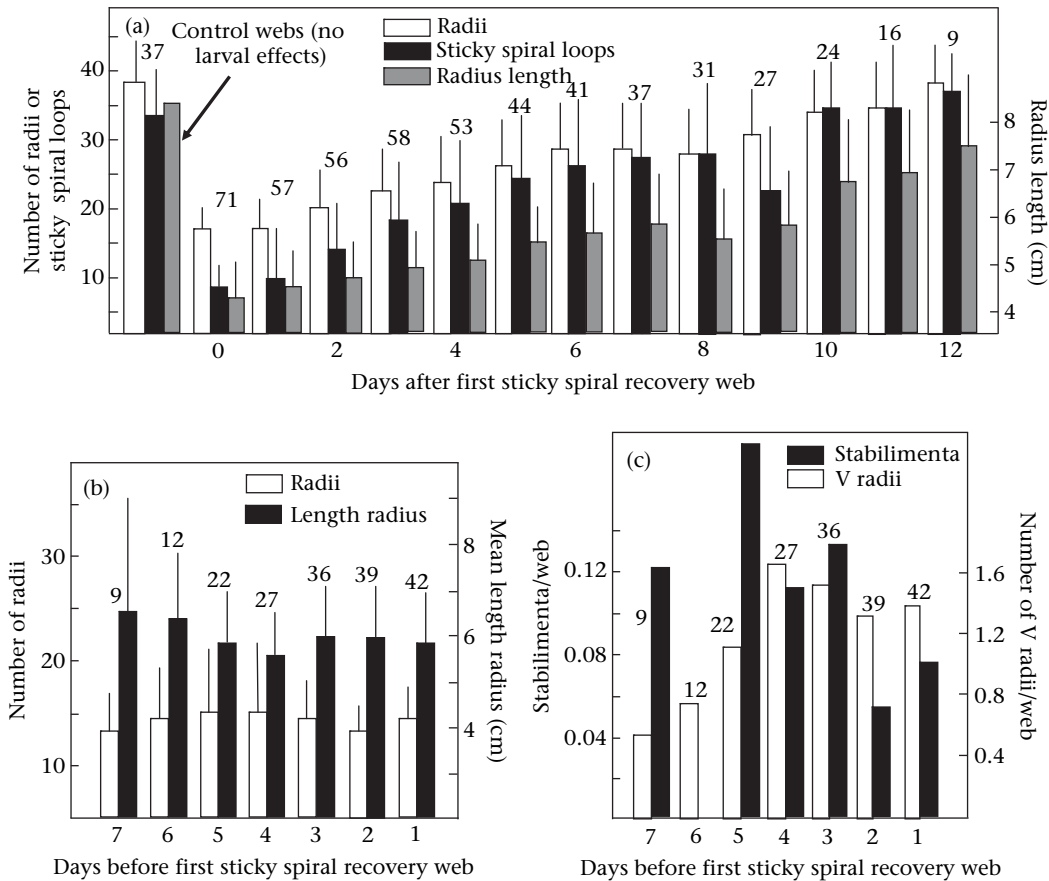 (a)
Control webs (no
larval effects)
Radii
Sticky spiral loops
Radius length
Number of radii or
sticky spiral loops
40
30
20
10
37
71
57
56
58
53
44
41
37
31
27
24
16
9
8
7
6
5
4
Radius length (cm)
0 2 4 6 8 10 12
Days after first sticky spiral recovery web
(b)
Radii
Length radius
Number of radii
30
20
10
9
12
22
27
36
39
42
8
6
4
Mean length radius (cm)
7 6 5 4 3 2 1
Days before first sticky spiral recovery web
(c)
Stabilimenta
V radii
Stabilimenta/web
0.12
0.08
0.04
9
12
22
27
36
39
42
1.6
1.2
0.8
0.4
Number of V radii/web
7 6 5 4 3 2 1
Days before first sticky spiral recovery web